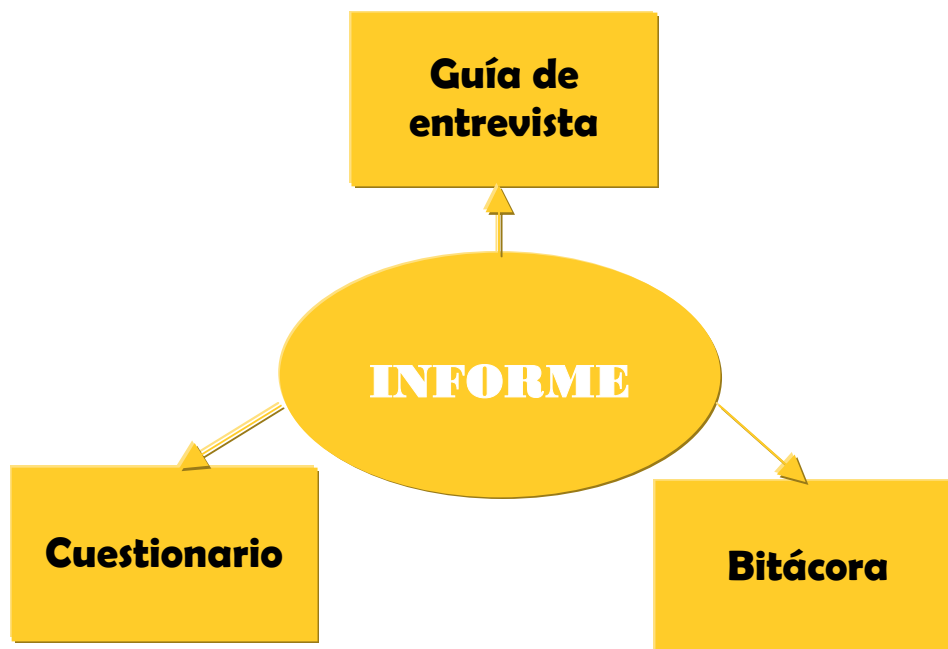 Guía de
entrevista
INFORME
Cuestionario
Bitácora